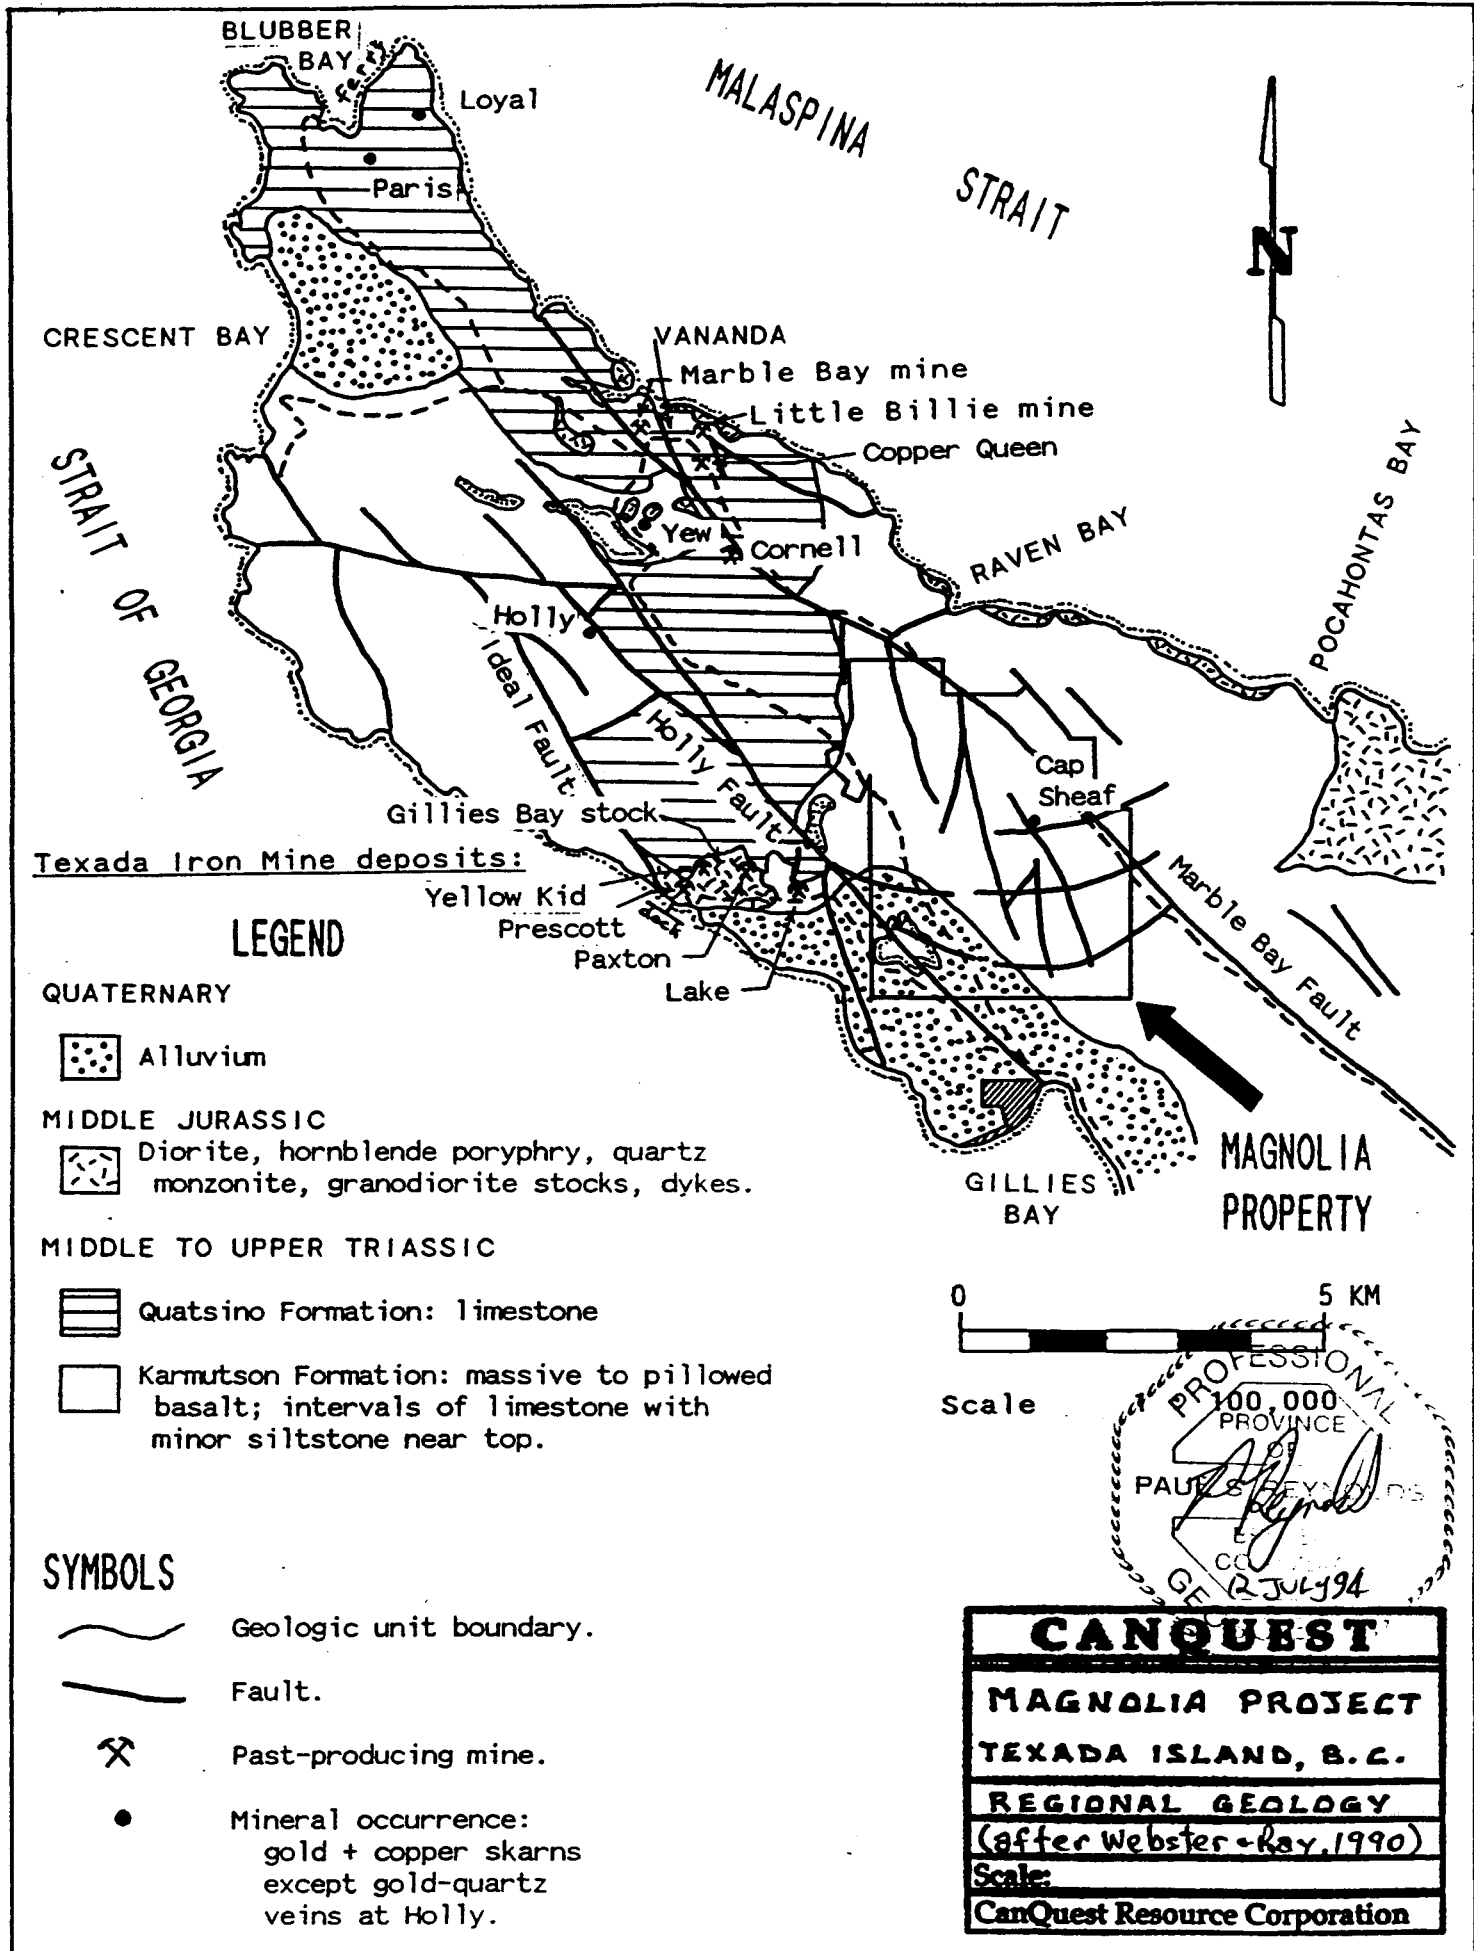 BLUBBER
BAY
Ferry
Loyal
Paris
MALASPINA
STRAIT
N
CRESCENT BAY
VANANDA
Marble Bay mine
Little Billie mine
Copper Queen
STRAIT OF GEORGIA
Yew
Cornell
RAVEN BAY
POCAHONTAS BAY
Holly
Ideal Fault
Holly Fault
Cap
Sheaf
Gillies Bay stock
Texada Iron Mine deposits:
Yellow Kid
Prescott
Paxton
Lake
dock
Marble Bay Fault
MAGNOLIA
PROPERTY
GILLIES
BAY
LEGEND
QUATERNARY
Alluvium
MIDDLE JURASSIC
Diorite, hornblende poryphry, quartz
monzonite, granodiorite stocks, dykes.
MIDDLE TO UPPER TRIASSIC
Quatsino Formation: limestone
Karmutson Formation: massive to pillowed
basalt; intervals of limestone with
minor siltstone near top.
0 5 KM
Scale 100,000
PROFESSIONAL
PROVINCE
OF
PAUL S REYNOLDS
12 JULY 94
SYMBOLS
Geologic unit boundary.
Fault.
Past-producing mine.
Mineral occurrence:
gold + copper skarns
except gold-quartz
veins at Holly.
CANQUEST
MAGNOLIA PROJECT
TEXADA ISLAND, B.C.
REGIONAL GEOLOGY
(after Webster + Ray, 1990)
Scale:
CanQuest Resource Corporation